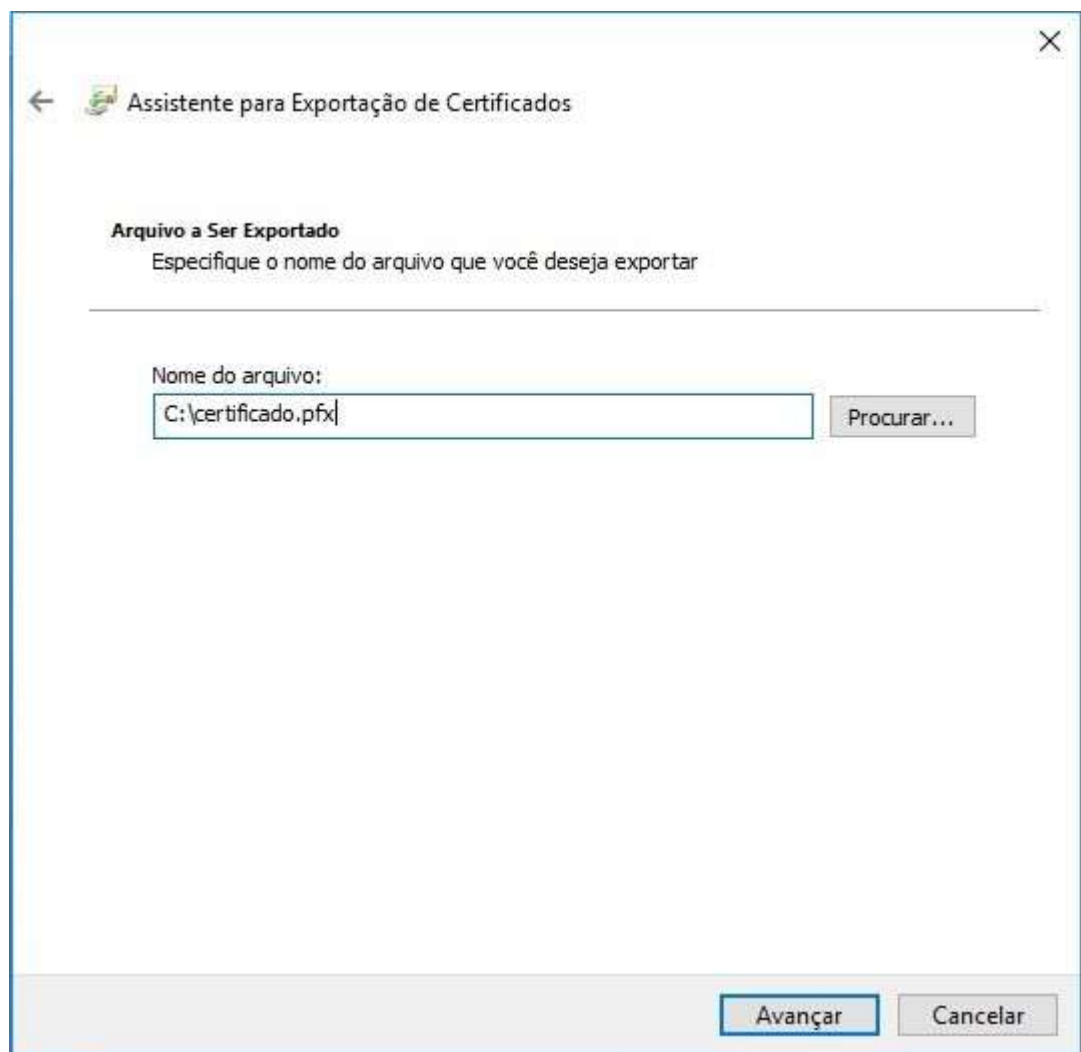 Assistente para Exportação de Certificados
Arquivo a Ser Exportado
Especifique o nome do arquivo que você deseja exportar
Nome do arquivo:
C:\certificado.pfx
Procurar...
Avançar
Cancelar